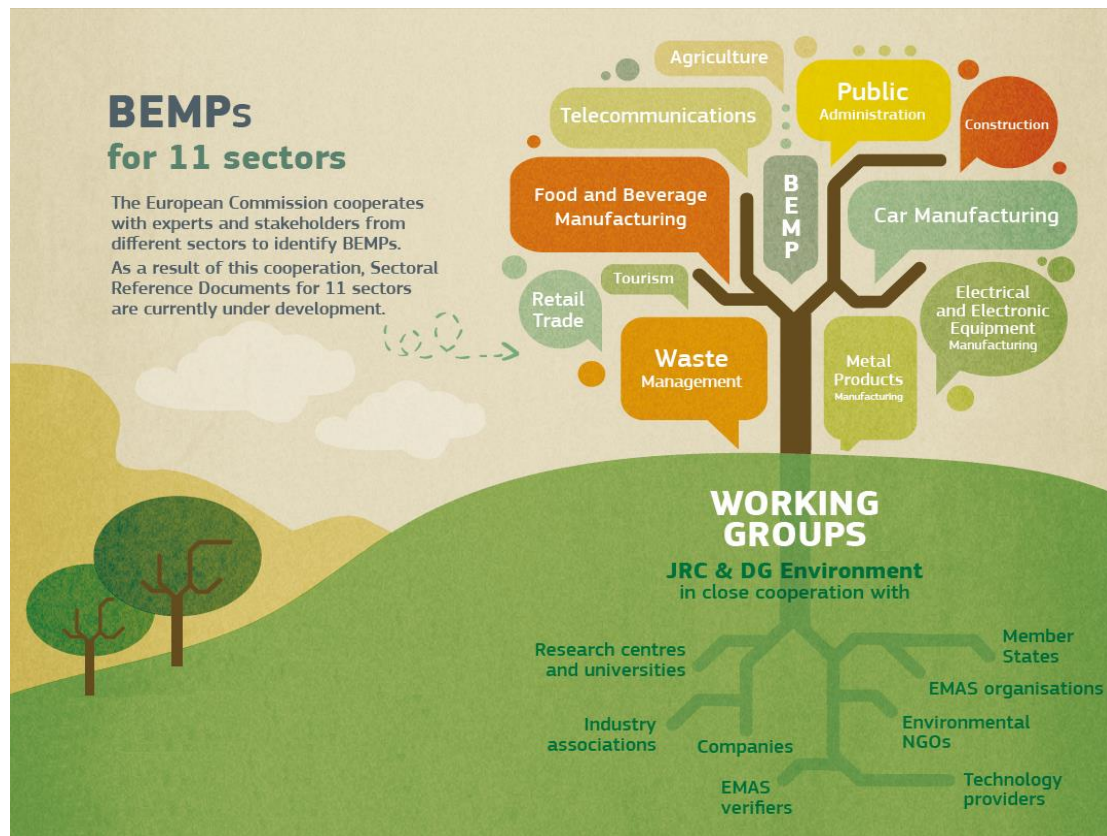 BEMPs
for 11 sectors
The European Commission cooperates
with experts and stakeholders from
different sectors to identify BEMPs.
As a result of this cooperation, Sectoral
Reference Documents for 11 sectors
are currently under development.
Agriculture
Telecommunications
Public
Administration
Construction
Food and Beverage
Manufacturing
B
E
M
P
Car Manufacturing
Tourism
Retail
Trade
Electrical
and Electronic
Equipment
Manufacturing
Waste
Management
Metal
Products
Manufacturing
WORKING
GROUPS
JRC & DG Environment
in close cooperation with
Research centres
and universities
Member
States
EMAS organisations
Industry
associations
Companies
Environmental
NGOs
EMAS
verifiers
Technology
providers